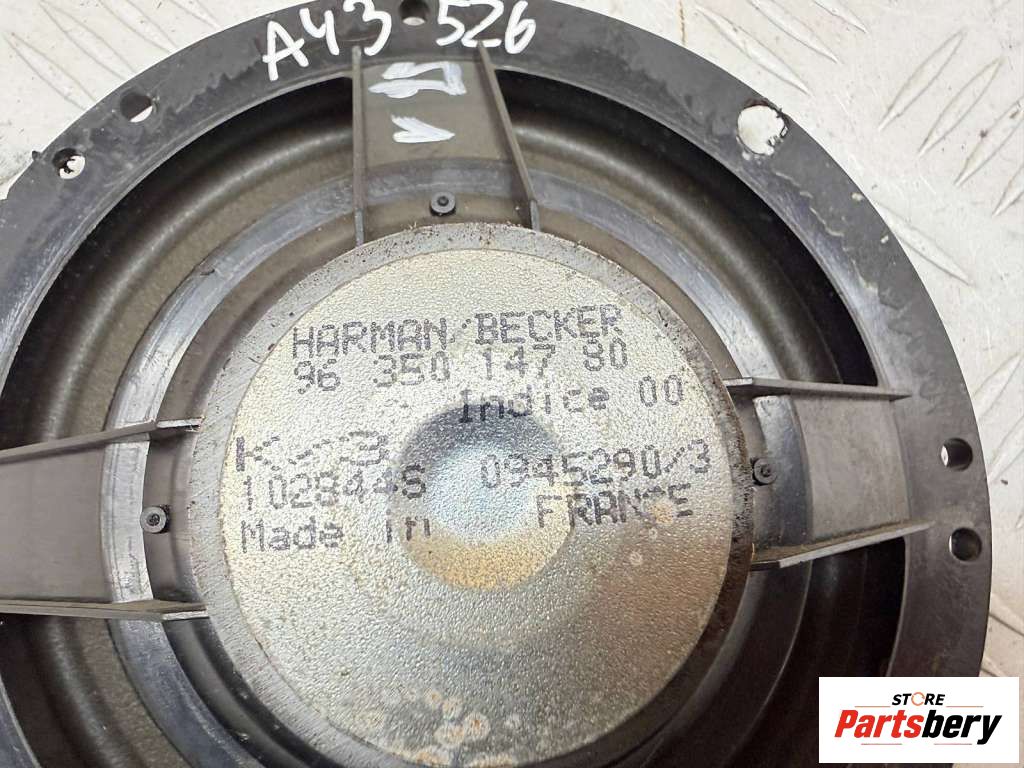 A43 526
HARMAN/BECKER
96 350 147 80
Indice 00
102844S 0945290/3
Made in FRANCE
STORE
Partsbery